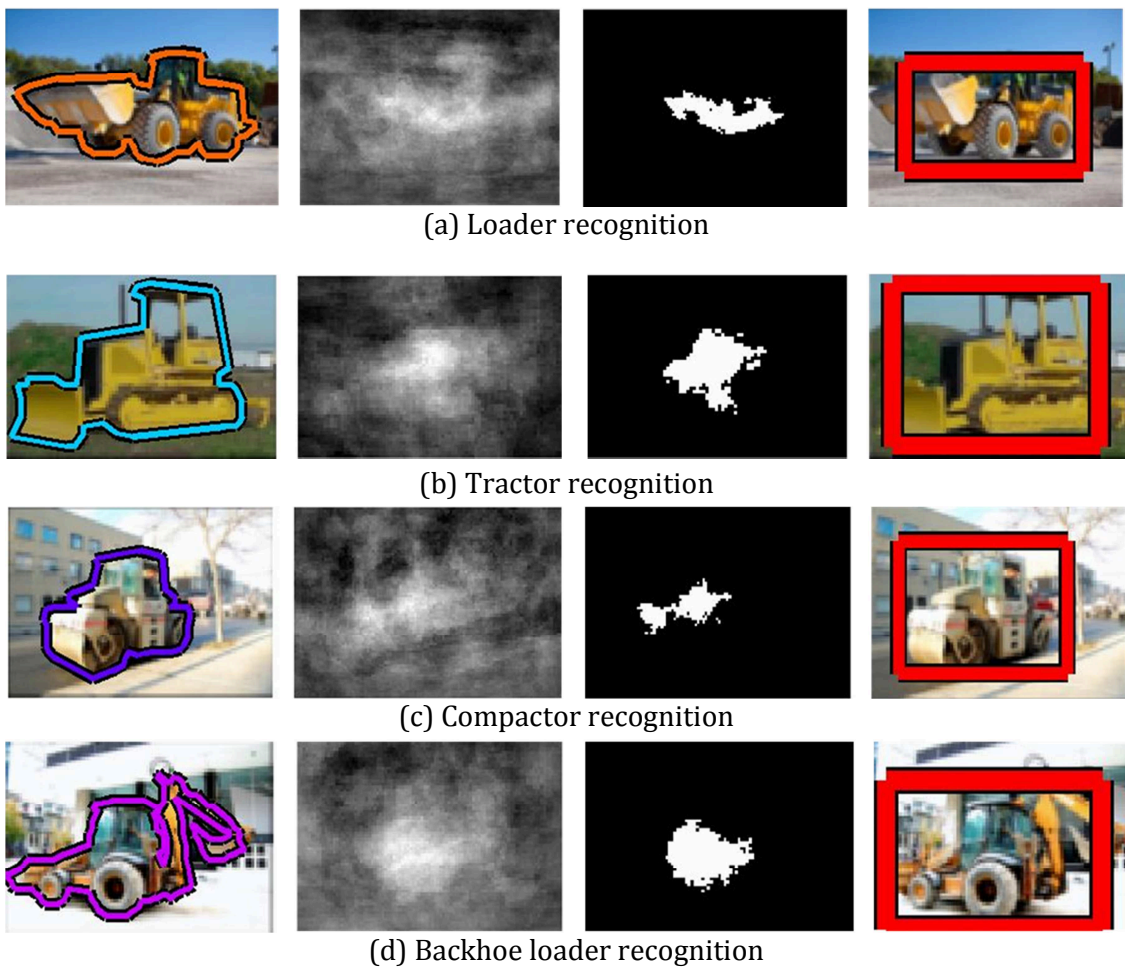 (a) Loader recognition
(b) Tractor recognition
(c) Compactor recognition
(d) Backhoe loader recognition